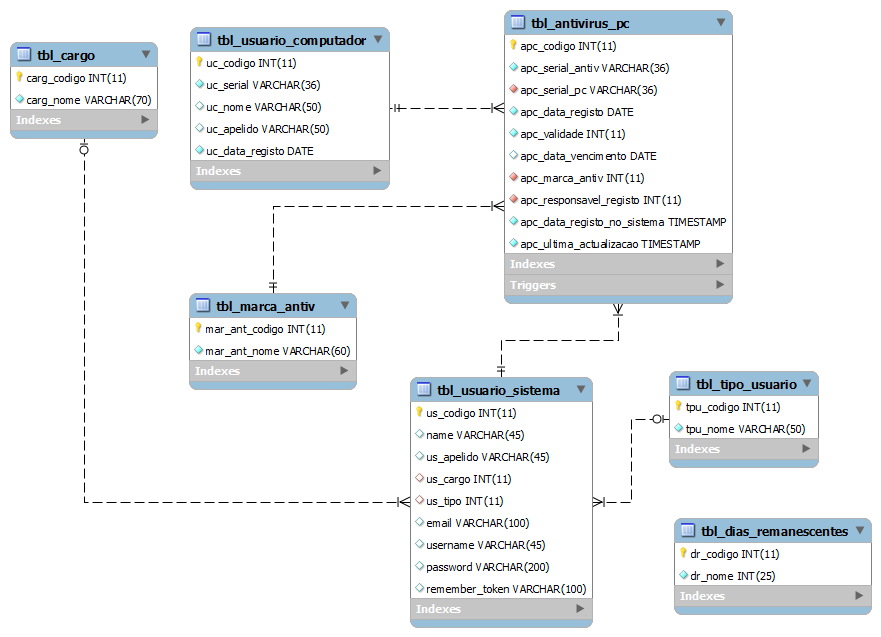 tbl_cargo
carg_codigo INT(11)
carg_nome VARCHAR(70)
Indexes
tbl_usuario_computador
uc_codigo INT(11)
uc_serial VARCHAR(36)
uc_nome VARCHAR(50)
uc_apelido VARCHAR(50)
uc_data_registo DATE
Indexes
tbl_antivirus_pc
apc_codigo INT(11)
apc_serial_antiv VARCHAR(36)
apc_serial_pc VARCHAR(36)
apc_data_registo DATE
apc_validade INT(11)
apc_data_vencimento DATE
apc_marca_antiv INT(11)
apc_responsavel_registo INT(11)
apc_data_registo_no_sistema TIMESTAMP
apc_ultima_actualizacao TIMESTAMP
Indexes
Triggers
tbl_marca_antiv
mar_ant_codigo INT(11)
mar_ant_nome VARCHAR(60)
Indexes
tbl_usuario_sistema
us_codigo INT(11)
name VARCHAR(45)
us_apelido VARCHAR(45)
us_cargo INT(11)
us_tipo INT(11)
email VARCHAR(100)
username VARCHAR(45)
password VARCHAR(200)
remember_token VARCHAR(100)
Indexes
tbl_tipo_usuario
tpu_codigo INT(11)
tpu_nome VARCHAR(50)
Indexes
tbl_dias_remanescentes
dr_codigo INT(11)
dr_nome INT(25)
Indexes